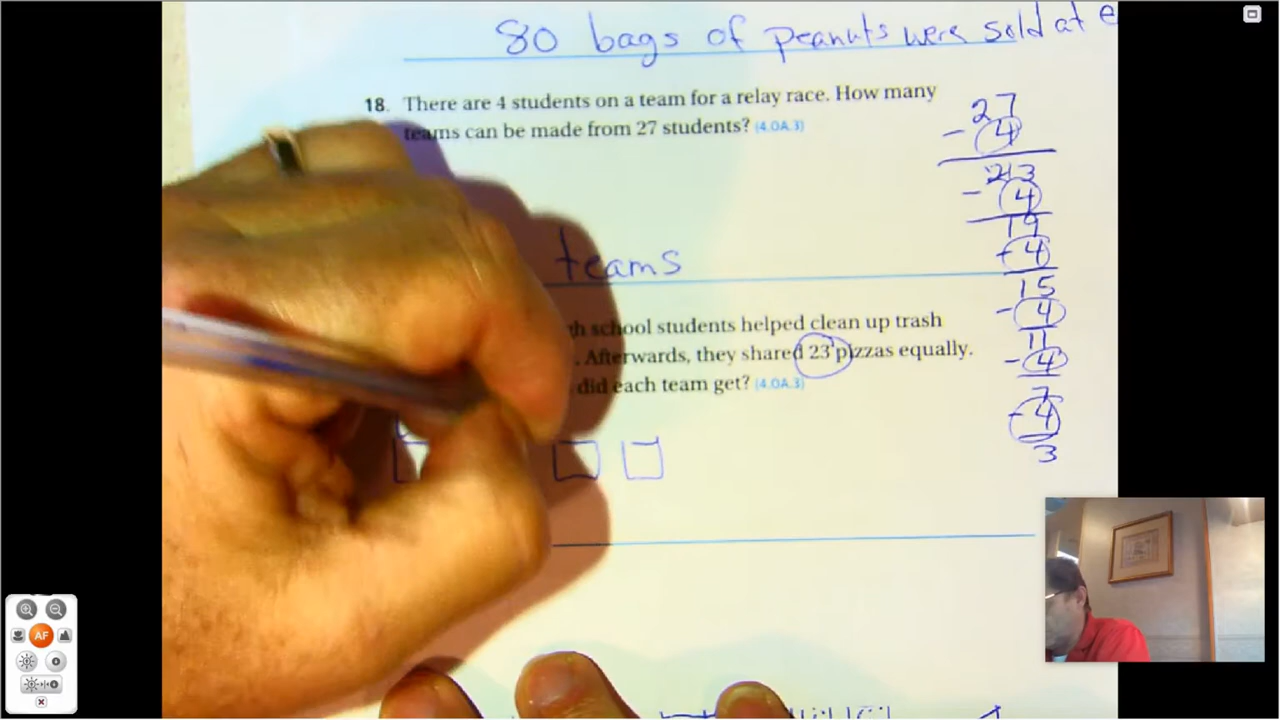 80 bags of peanuts were sold at e
18. There are 4 students on a team for a relay race. How many
teams can be made from 27 students? (4.OA.3)
teams
gh school students helped clean up trash
. Afterwards, they shared 23 pizzas equally.
did each team get? (4.OA.3)
27
- 4
23
- 4
19
- 4
15
- 4
11
- 4
7
- 4
3
AF